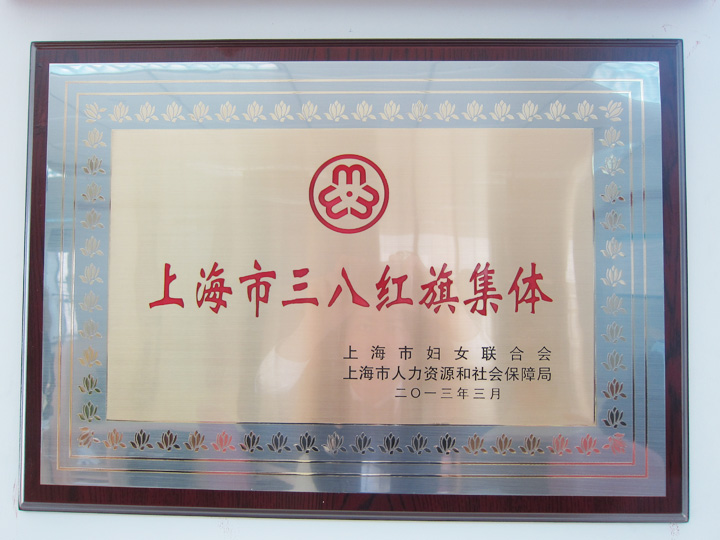 上海市三八红旗集体
上海市妇女联合会
上海市人力资源和社会保障局
二〇一三年三月